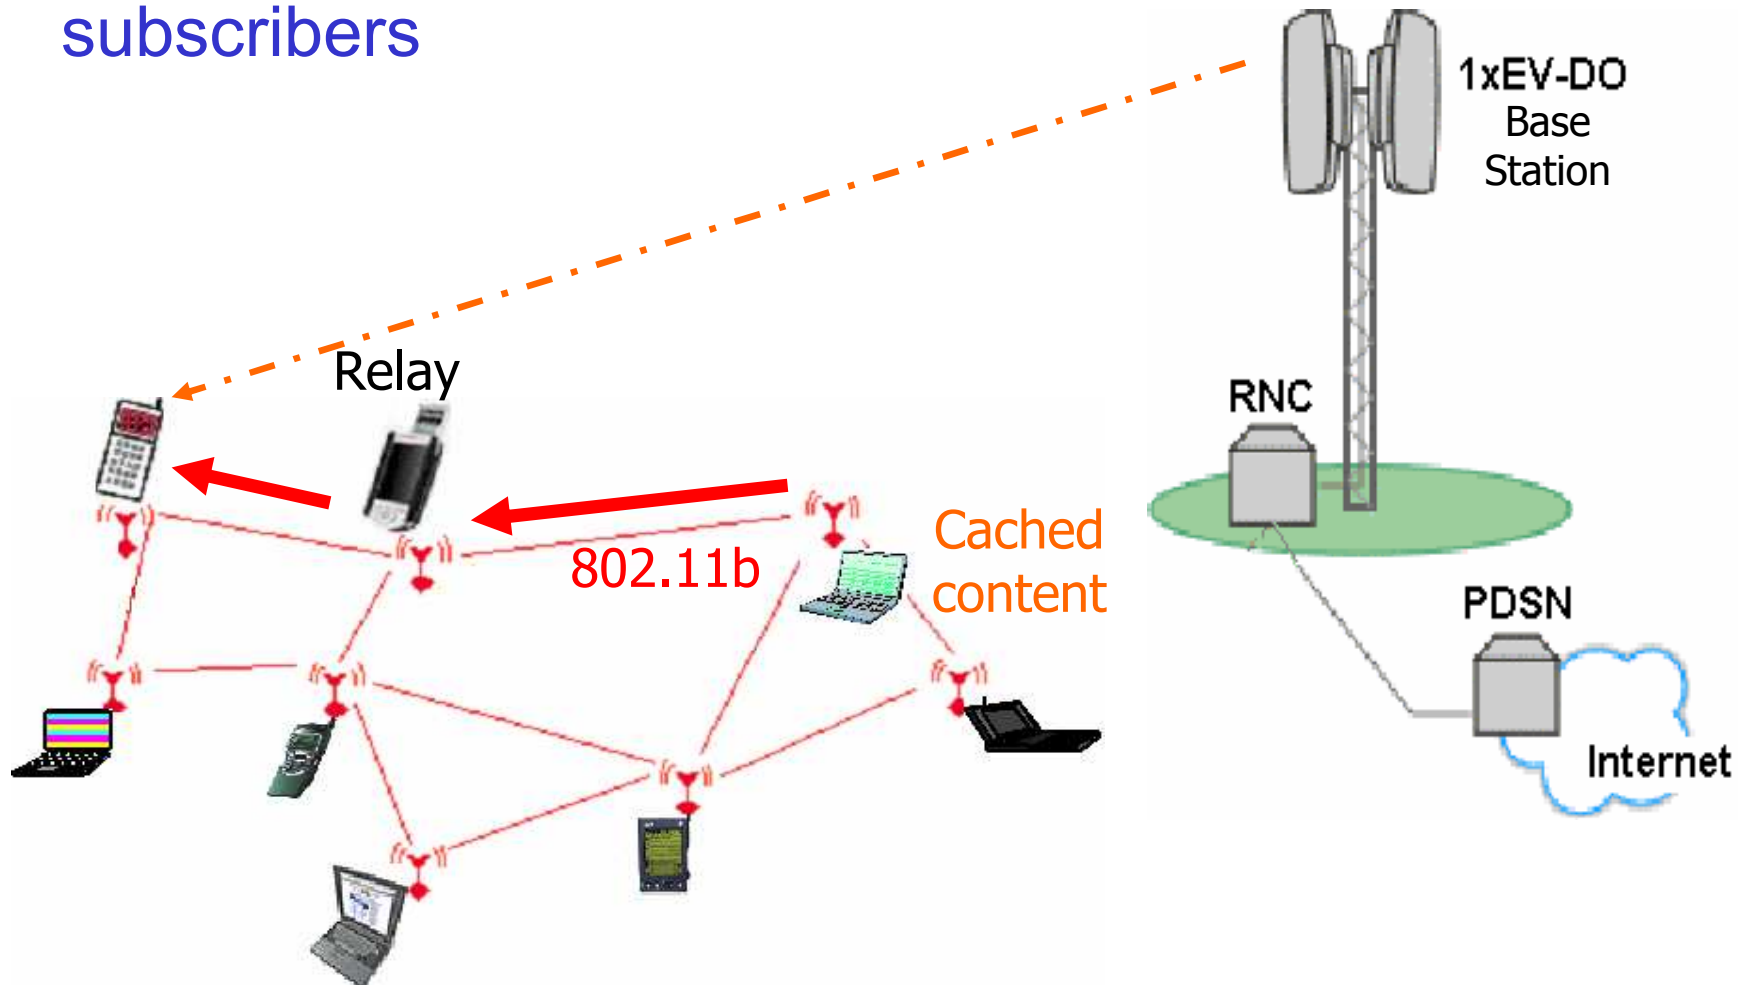 subscribers
1xEV-DO
Base
Station
Relay
RNC
802.11b
Cached
content
PDSN
Internet